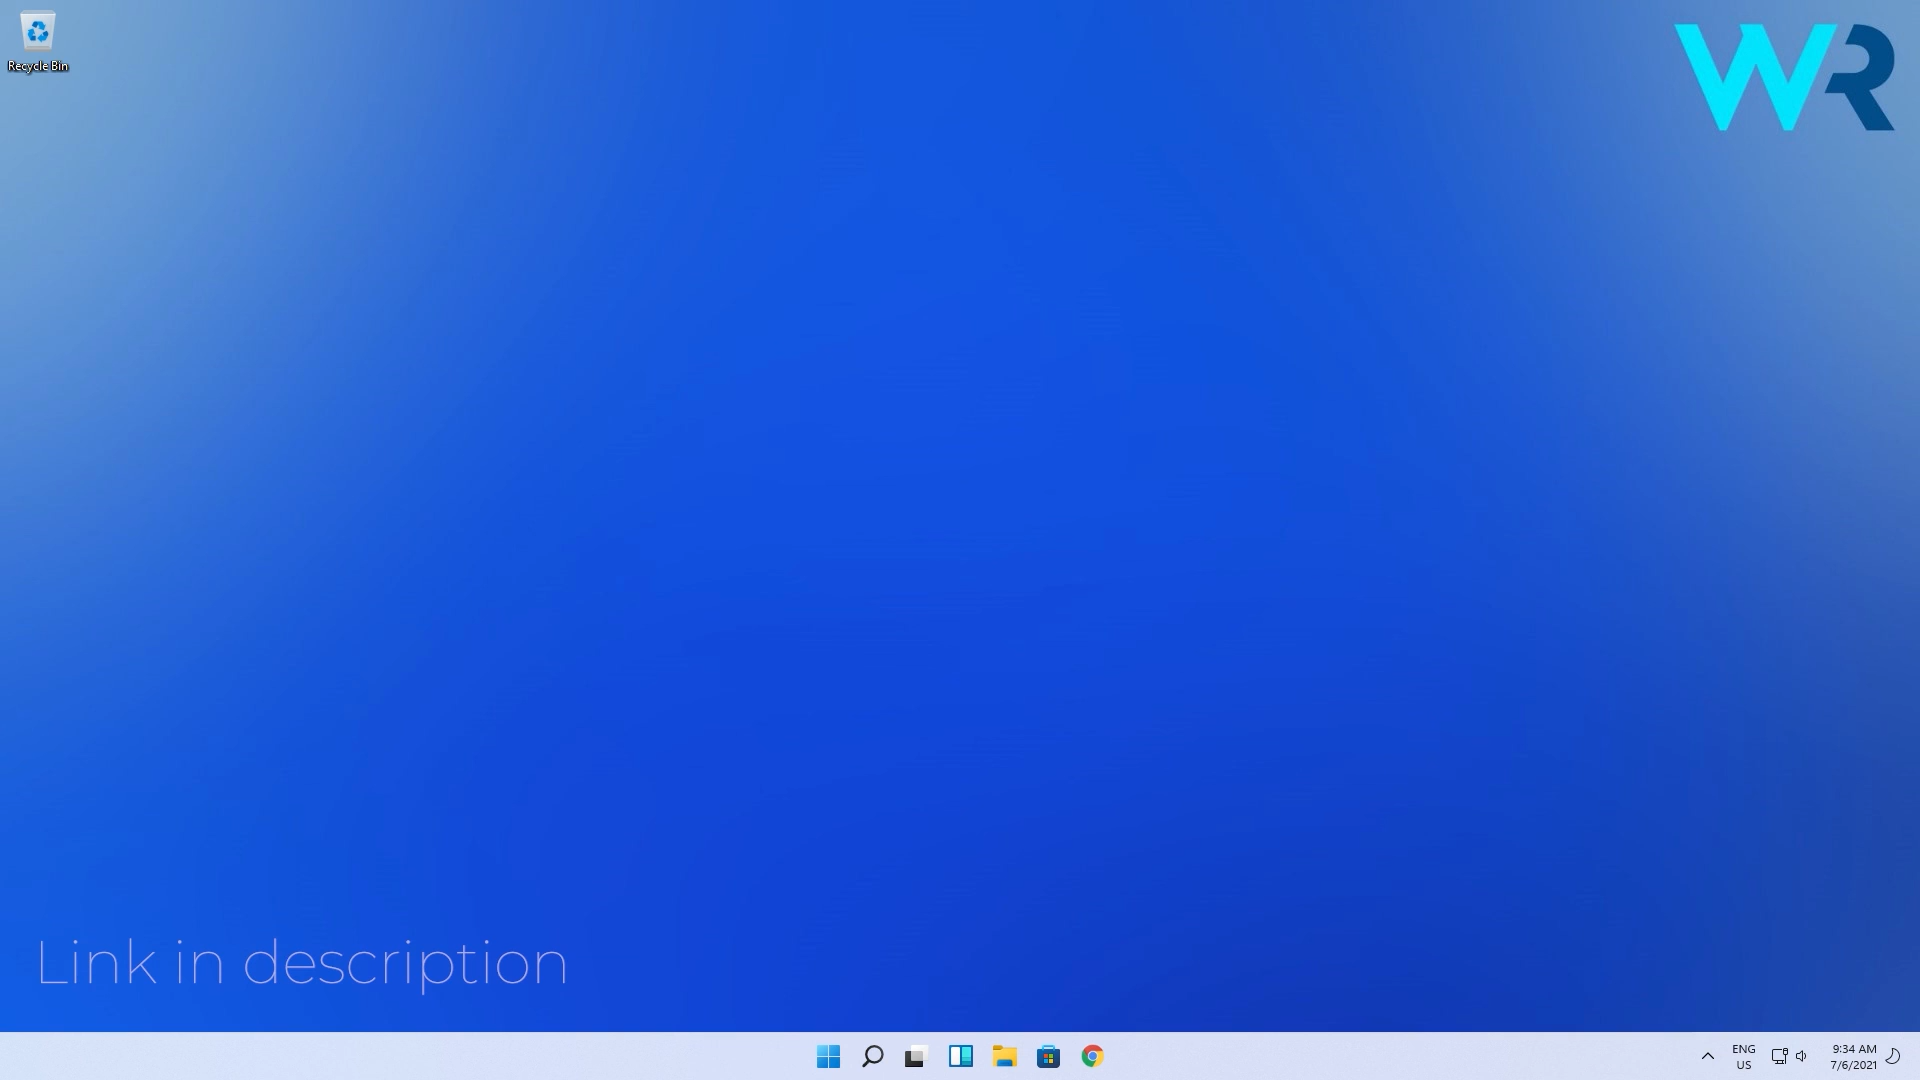 Recycle Bin
WR
Link in description
ENG
US
9:34 AM
7/6/2021